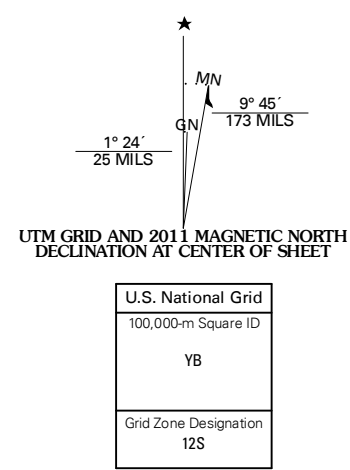 ★
MN
GN
9° 45´
173 MILS
1° 24´
25 MILS
UTM GRID AND 2011 MAGNETIC NORTH
DECLINATION AT CENTER OF SHEET
U.S. National Grid
100,000-m Square ID
YB
Grid Zone Designation
12S